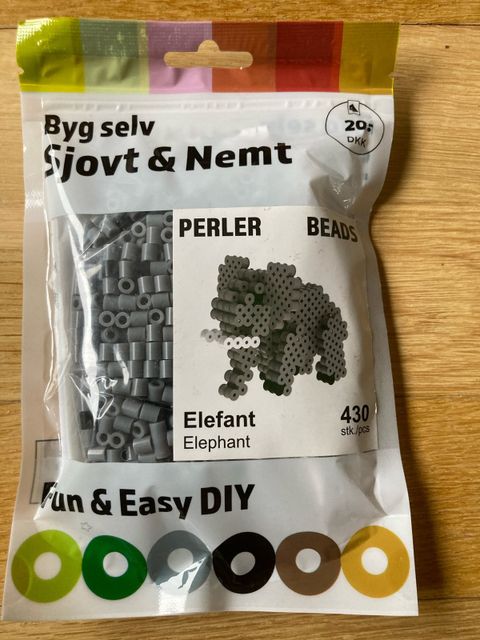 Byg selv
Sjovt & Nemt
20:
DKK
PERLER BEADS
Elefant
Elephant
430
stk./pcs
Fun & Easy DIY